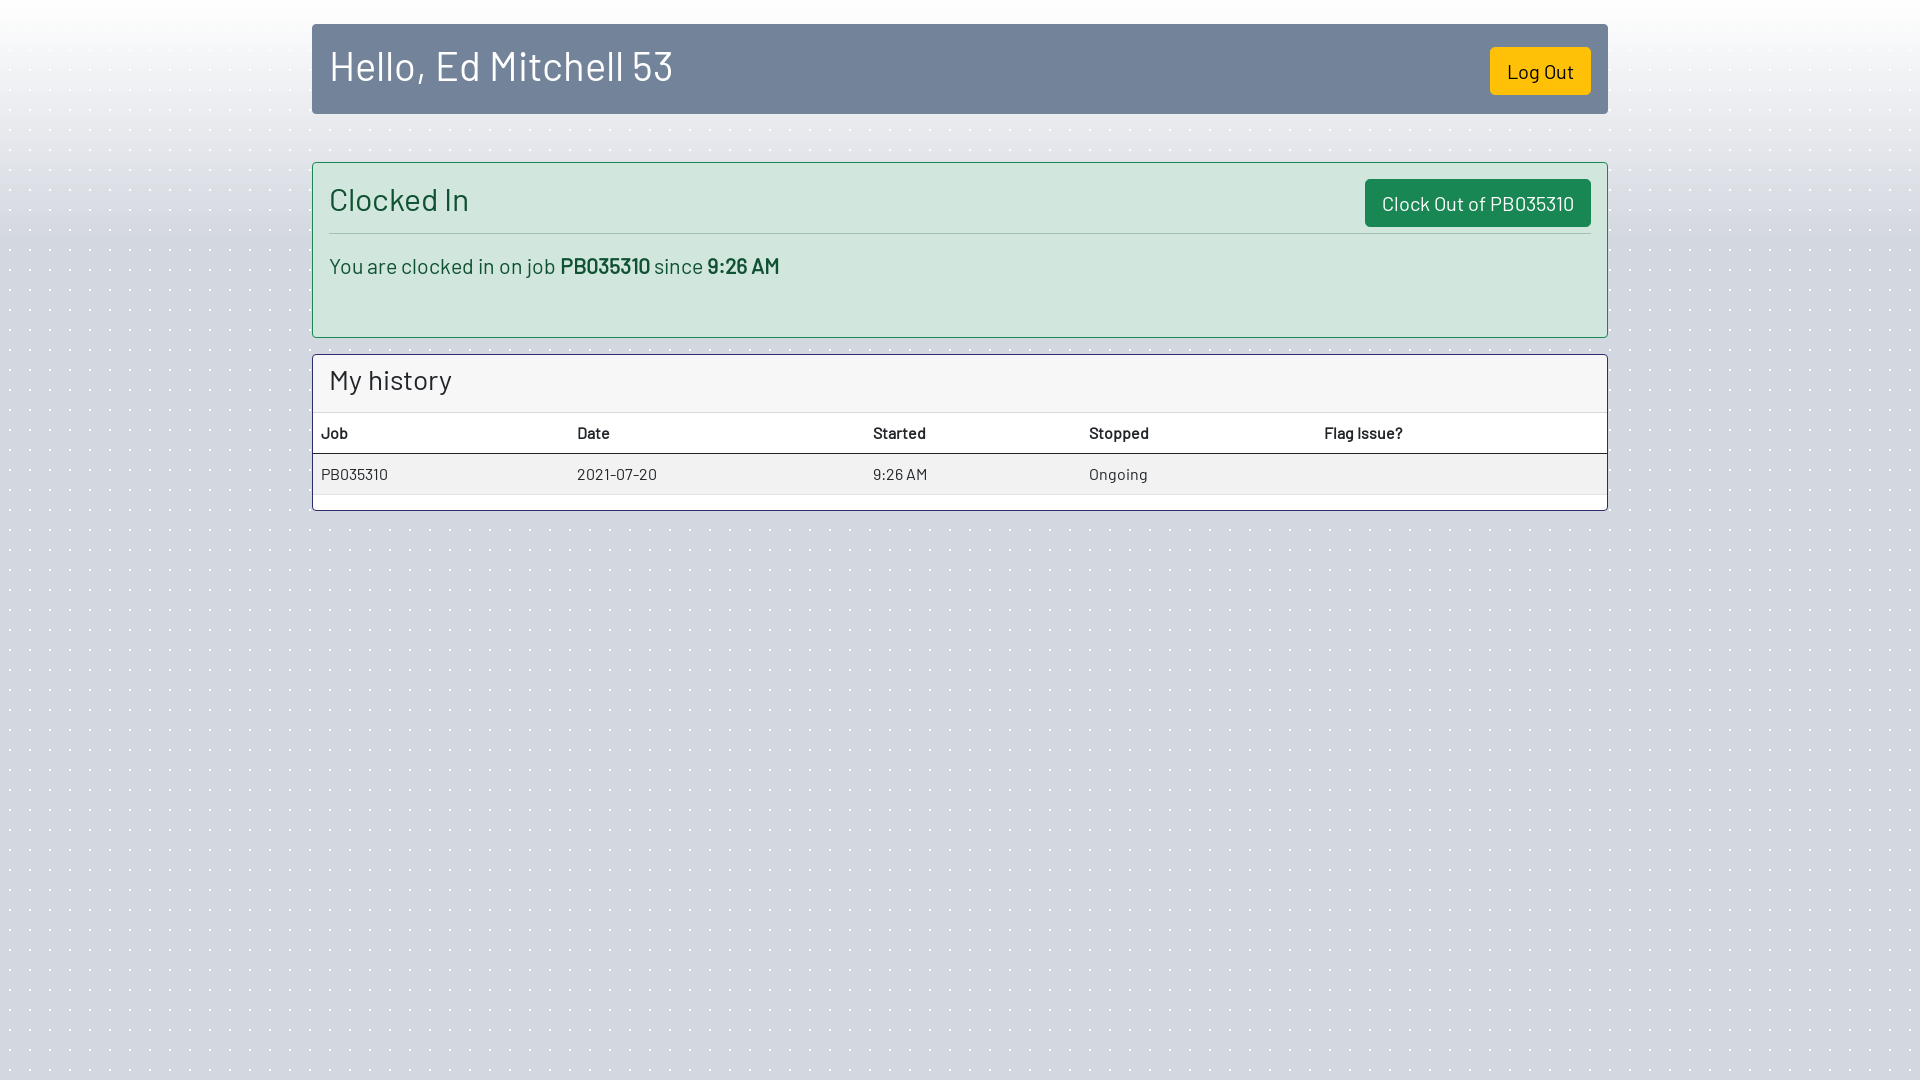 Hello, Ed Mitchell 53
Log Out
Clocked In
Clock Out of PB035310
You are clocked in on job PB035310 since 9:26 AM
My history
Job Date Started Stopped Flag Issue?
PB035310 2021-07-20 9:26 AM Ongoing